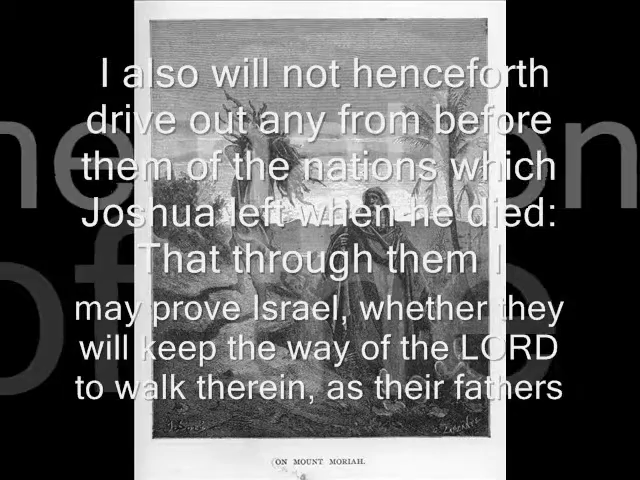 I also will not henceforth
drive out any from before
them of the nations which
Joshua left when he died:
That through them I
may prove Israel, whether they
will keep the way of the LORD
to walk therein, as their fathers
ON MOUNT MORIAH.